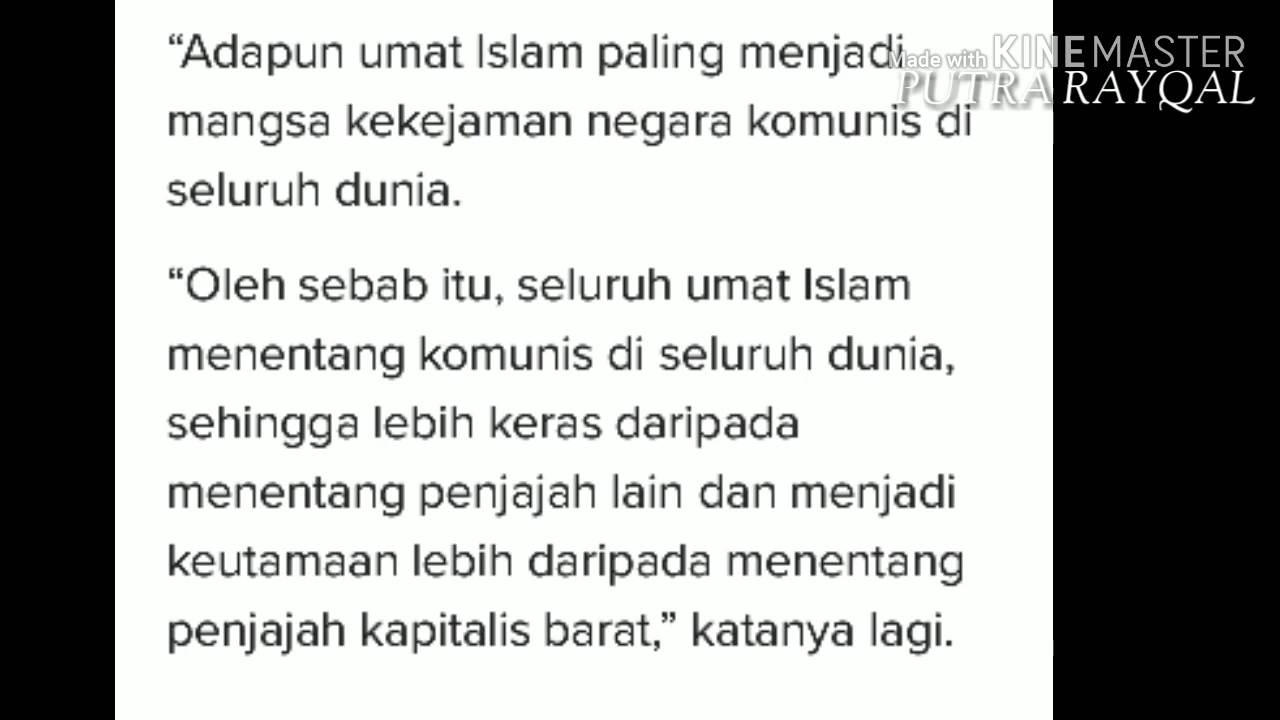 “Adapun umat Islam paling menjadi
Made with KINEMASTER
PUTRA RAYQAL
mangsa kekejaman negara komunis di
seluruh dunia.
“Oleh sebab itu, seluruh umat Islam
menentang komunis di seluruh dunia,
sehingga lebih keras daripada
menentang penjajah lain dan menjadi
keutamaan lebih daripada menentang
penjajah kapitalis barat,” katanya lagi.